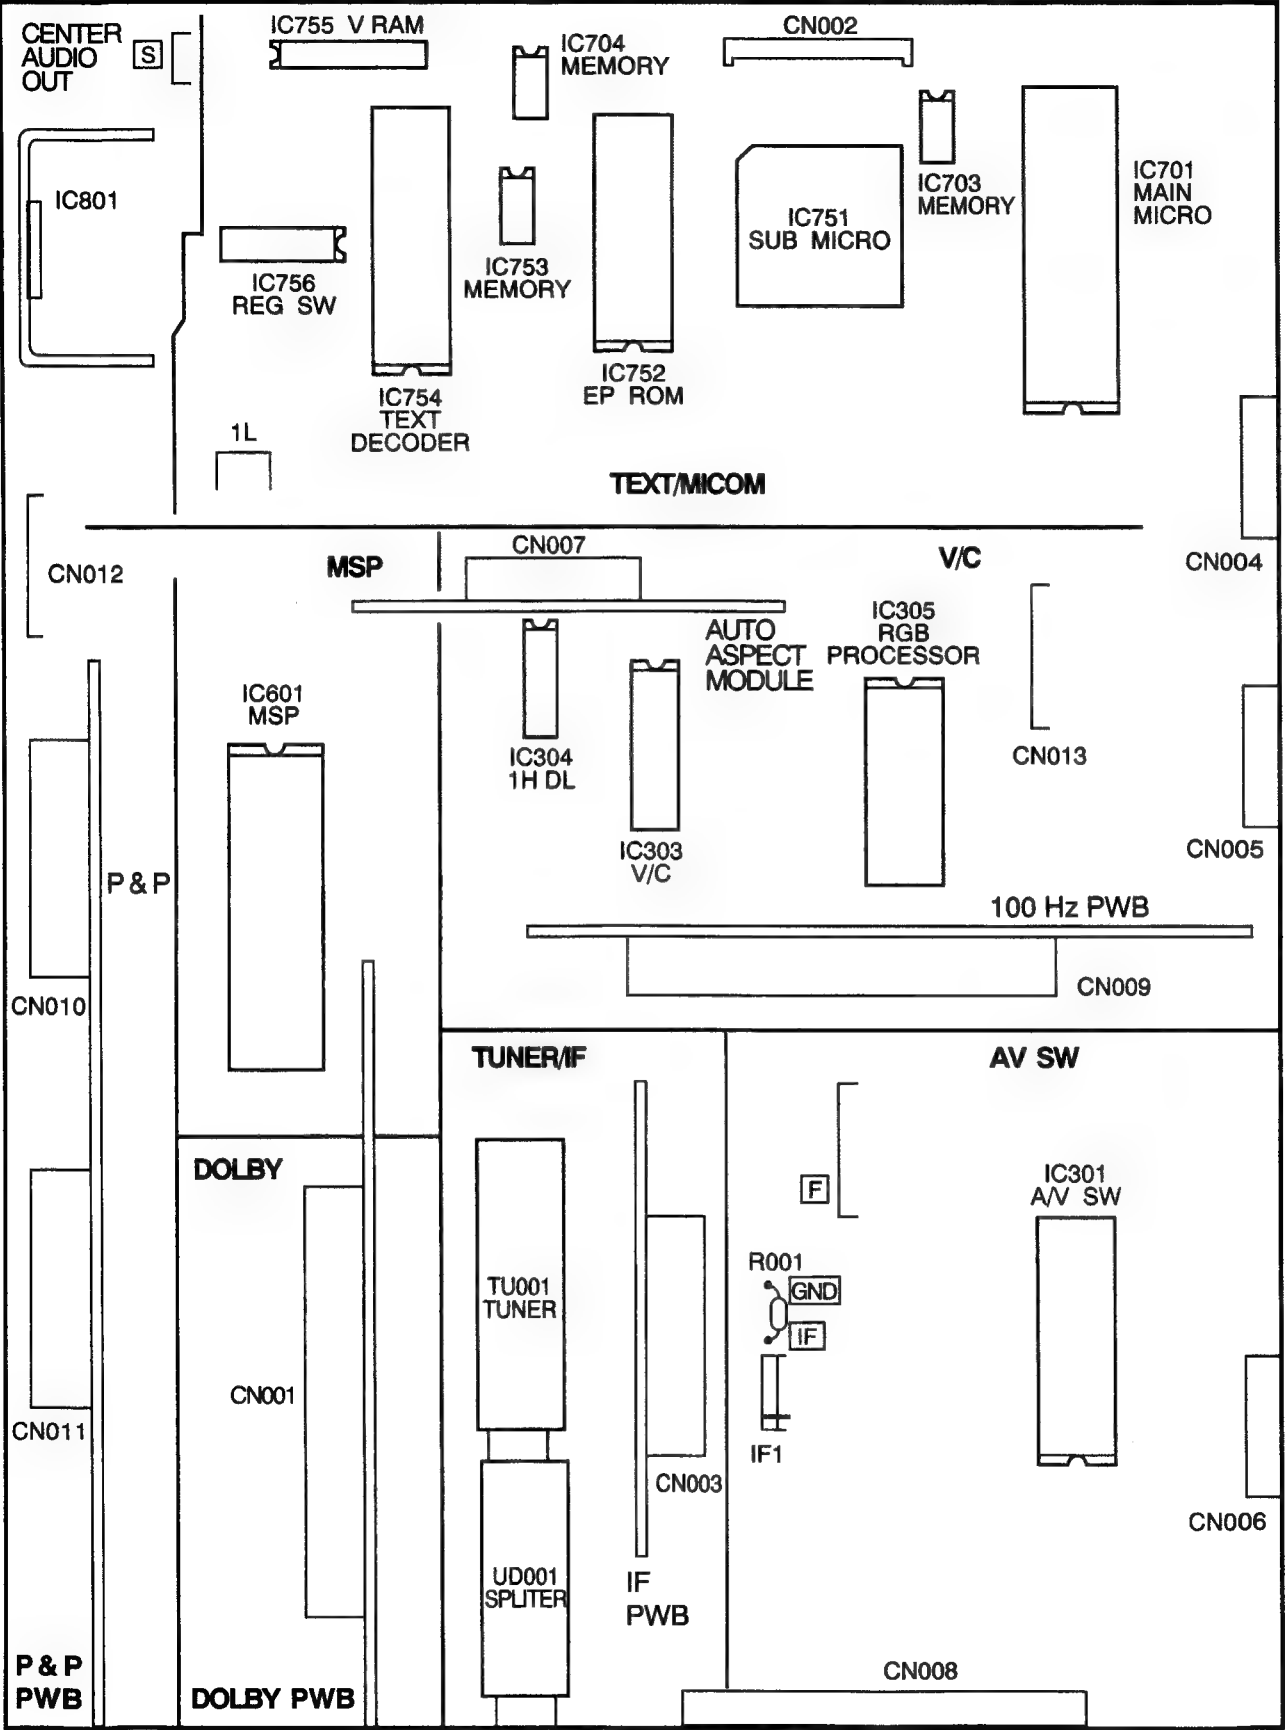 CENTER
AUDIO
OUT
S
IC755 V RAM
IC704
MEMORY
CN002
IC801
IC703
MEMORY
IC701
MAIN
MICRO
IC751
SUB MICRO
IC756
REG SW
IC753
MEMORY
IC752
EP ROM
IC754
TEXT
DECODER
1L
TEXT/MICOM
CN004
CN012
MSP
CN007
V/C
AUTO
ASPECT
MODULE
IC305
RGB
PROCESSOR
IC601
MSP
IC304
1H DL
CN013
IC303
V/C
CN005
P & P
100 Hz PWB
CN010
CN009
TUNER/IF
AV SW
DOLBY
F
IC301
A/V SW
TU001
TUNER
R001
GND
IF
CN001
CN011
IF1
CN003
CN006
UD001
SPLITER
IF
PWB
P & P
PWB
DOLBY PWB
CN008